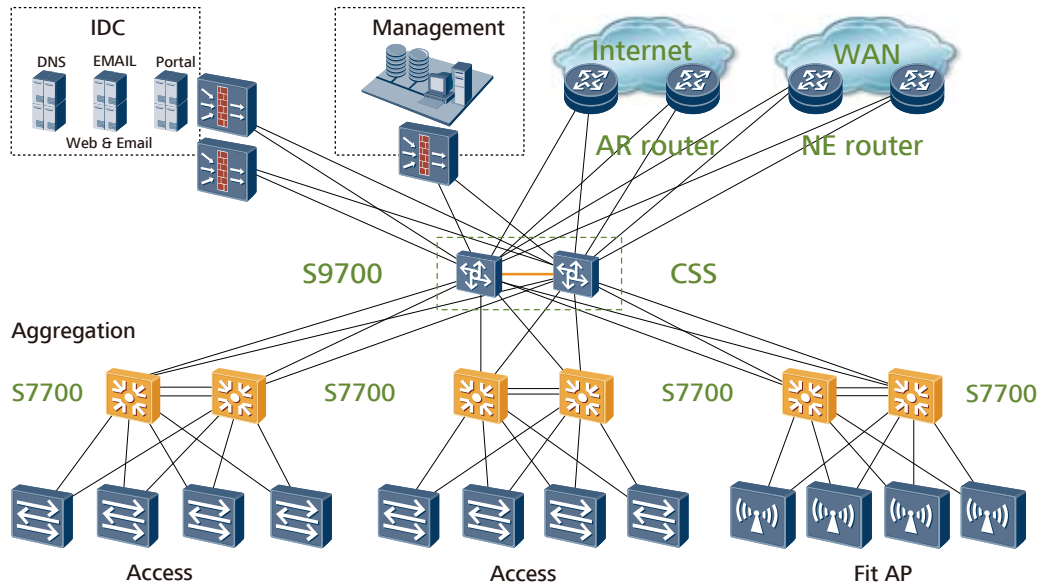 IDC
Management
Internet
WAN
DNS
EMAIL
Portal
Web & Email
AR router
NE router
S9700
CSS
Aggregation
S7700
S7700
S7700
S7700
Access
Access
Fit AP